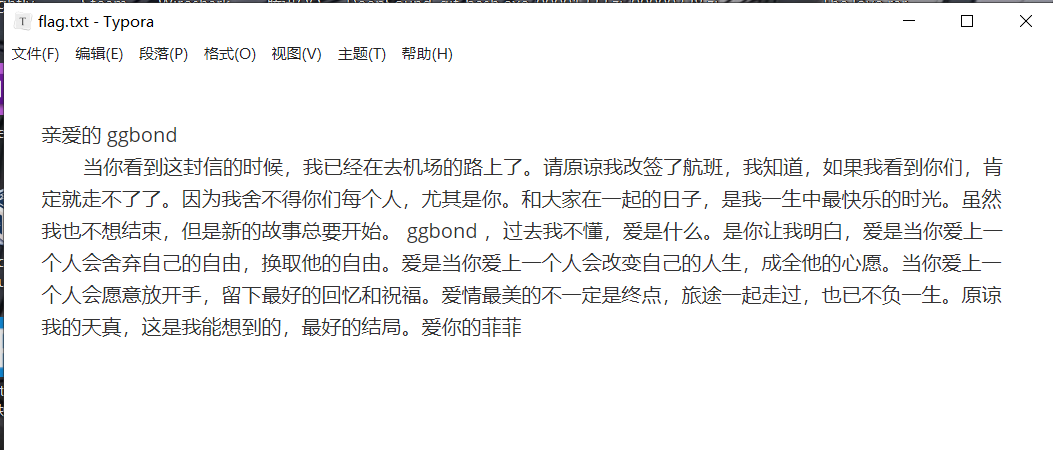 flag.txt - Typora
文件(F) 编辑(E) 段落(P) 格式(O) 视图(V) 主题(T) 帮助(H)
亲爱的 ggbond
当你看到这封信的时候，我已经在去机场的路上了。请原谅我改签了航班，我知道，如果我看到你们，肯
定就走不了了。因为我舍不得你们每个人，尤其是你。和大家在一起的日子，是我一生中最快乐的时光。虽然
我也不想结束，但是新的故事总要开始。 ggbond ，过去我不懂，爱是什么。是你让我明白，爱是当你爱上一
个人会舍弃自己的自由，换取他的自由。爱是当你爱上一个人会改变自己的人生，成全他的心愿。当你爱上一
个人会愿意放开手，留下最好的回忆和祝福。爱情最美的不一定是终点，旅途一起走过，也已不负一生。原谅
我的天真，这是我能想到的，最好的结局。爱你的菲菲